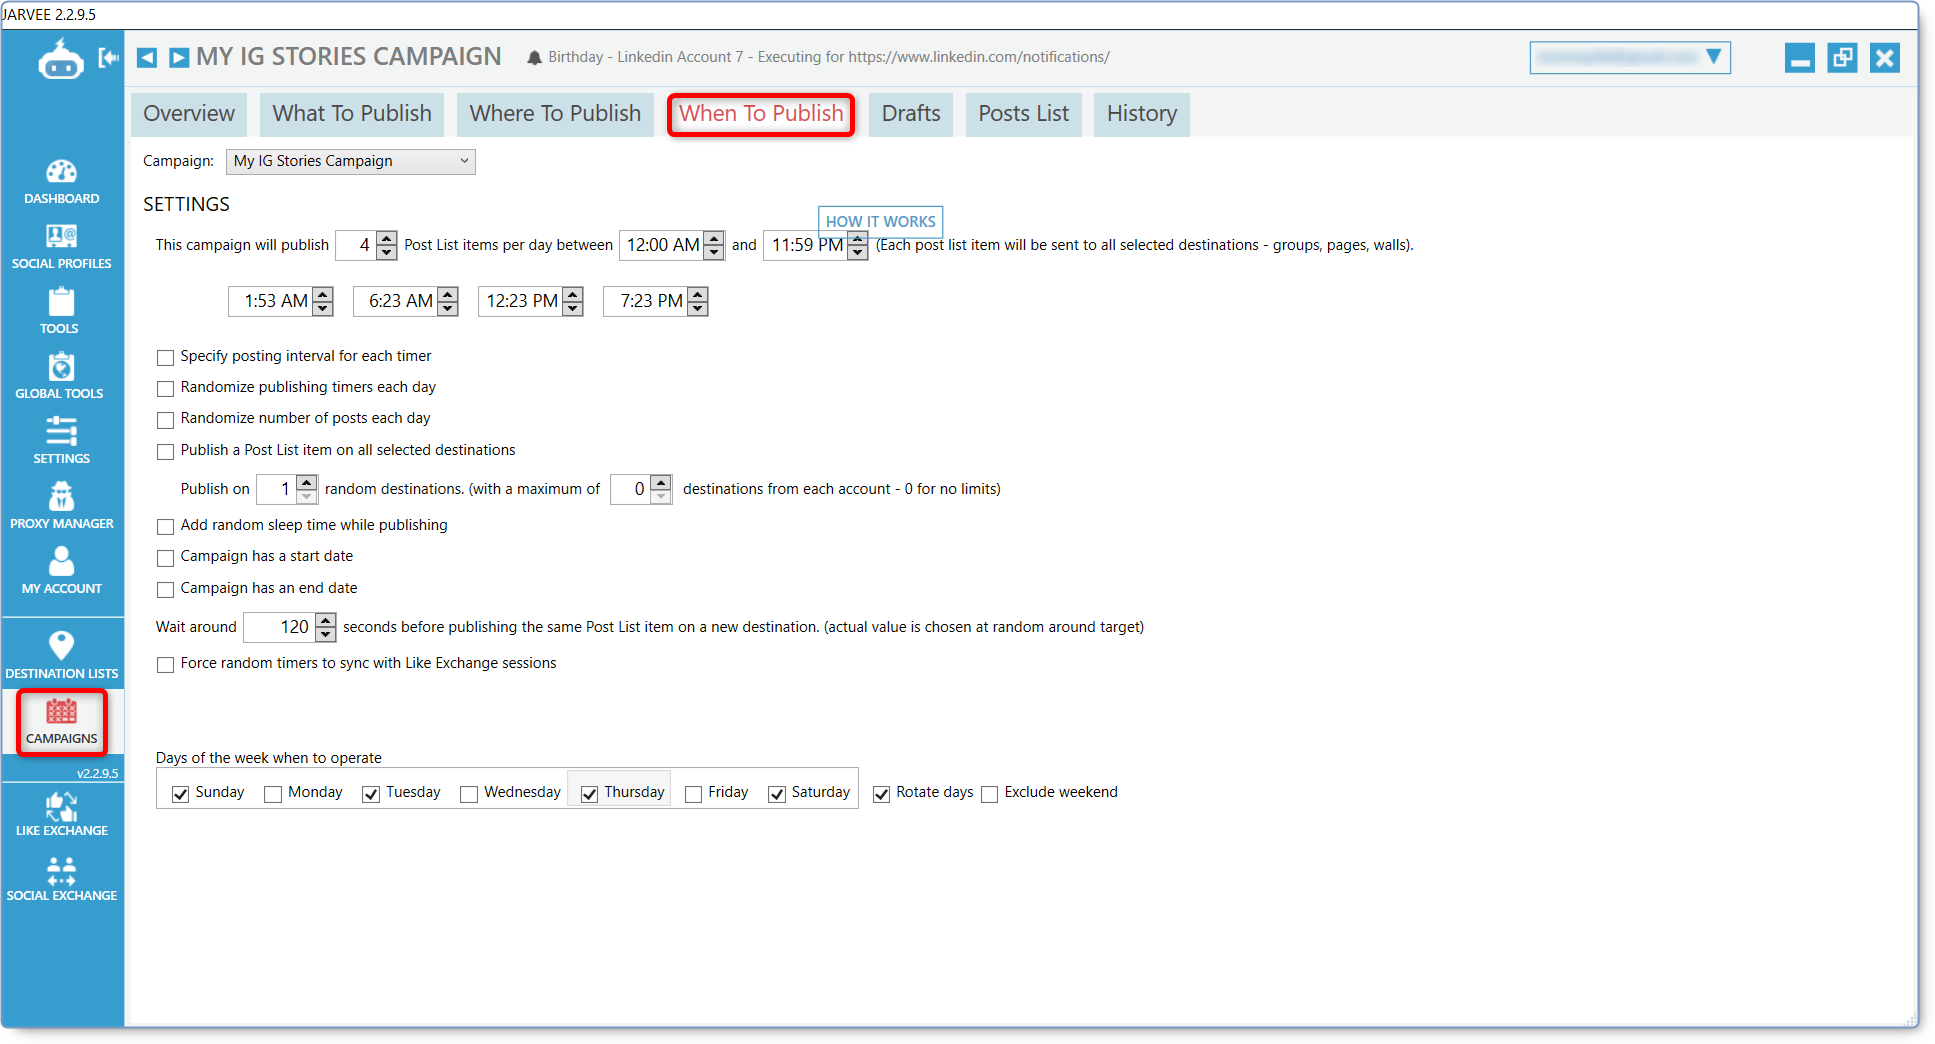 JARVEE 2.2.9.5
MY IG STORIES CAMPAIGN
Birthday - Linkedin Account 7 - Executing for https://www.linkedin.com/notifications/
Overview
What To Publish
Where To Publish
When To Publish
Drafts
Posts List
History
DASHBOARD
SOCIAL PROFILES
TOOLS
GLOBAL TOOLS
SETTINGS
PROXY MANAGER
MY ACCOUNT
DESTINATION LISTS
CAMPAIGNS
v2.2.9.5
LIKE EXCHANGE
SOCIAL EXCHANGE
Campaign: My IG Stories Campaign
SETTINGS
HOW IT WORKS
This campaign will publish 4 Post List items per day between 12:00 AM and 11:59 PM (Each post list item will be sent to all selected destinations - groups, pages, walls).
1:53 AM 6:23 AM 12:23 PM 7:23 PM
Specify posting interval for each timer
Randomize publishing timers each day
Randomize number of posts each day
Publish a Post List item on all selected destinations
Publish on 1 random destinations. (with a maximum of 0 destinations from each account - 0 for no limits)
Add random sleep time while publishing
Campaign has a start date
Campaign has an end date
Wait around 120 seconds before publishing the same Post List item on a new destination. (actual value is chosen at random around target)
Force random timers to sync with Like Exchange sessions
Days of the week when to operate
Sunday Monday Tuesday Wednesday Thursday Friday Saturday Rotate days Exclude weekend